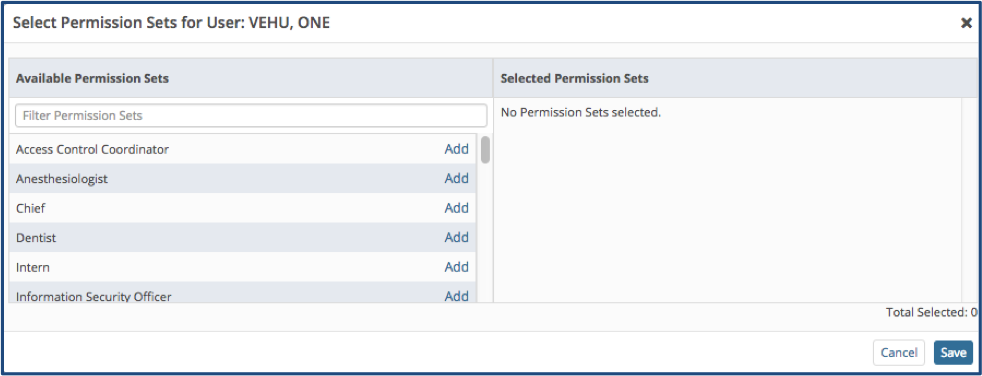 Select Permission Sets for User: VEHU, ONE
Available Permission Sets
Selected Permission Sets
Filter Permission Sets
No Permission Sets selected.
Access Control Coordinator Add
Anesthesiologist Add
Chief Add
Dentist Add
Intern Add
Information Security Officer Add
Total Selected: 0
Cancel Save